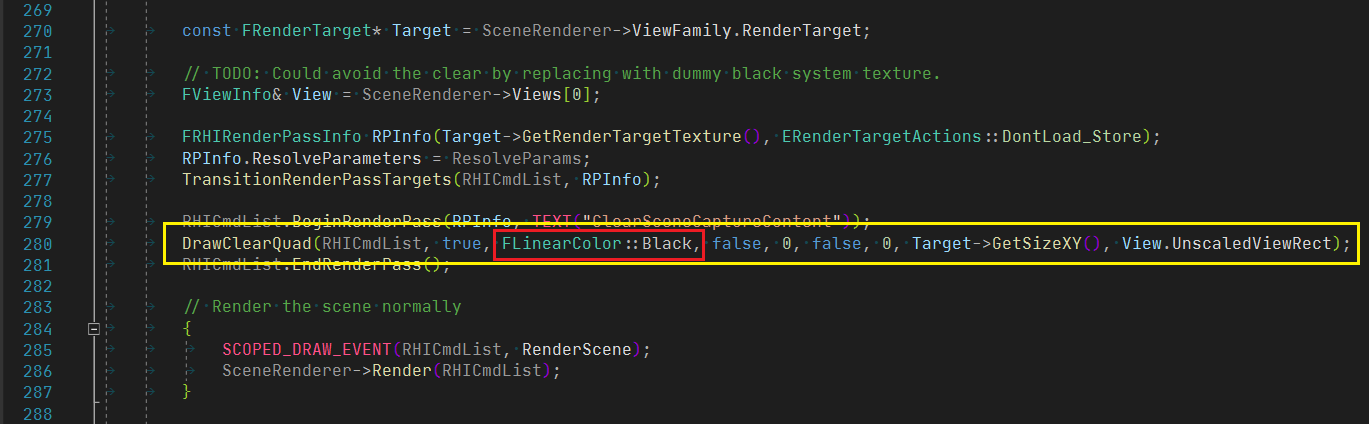 269
270 const FRenderTarget* Target = SceneRenderer->ViewFamily.RenderTarget;
271
272 // TODO: Could avoid the clear by replacing with dummy black system texture.
273 FViewInfo& View = SceneRenderer->Views[0];
274
275 FRHIRenderPassInfo RPInfo(Target->GetRenderTargetTexture(), ERenderTargetActions::DontLoad_Store);
276 RPInfo.ResolveParameters = ResolveParams;
277 TransitionRenderPassTargets(RHICmdList, RPInfo);
278
279 RHICmdList.BeginRenderPass(RPInfo, TEXT("ClearSceneCaptureContent"));
280 DrawClearQuad(RHICmdList, true, FLinearColor::Black, false, 0, false, 0, Target->GetSizeXY(), View.UnscaledViewRect);
281 RHICmdList.EndRenderPass();
282
283 // Render the scene normally
284 {
285 SCOPED_DRAW_EVENT(RHICmdList, RenderScene);
286 SceneRenderer->Render(RHICmdList);
287 }
288